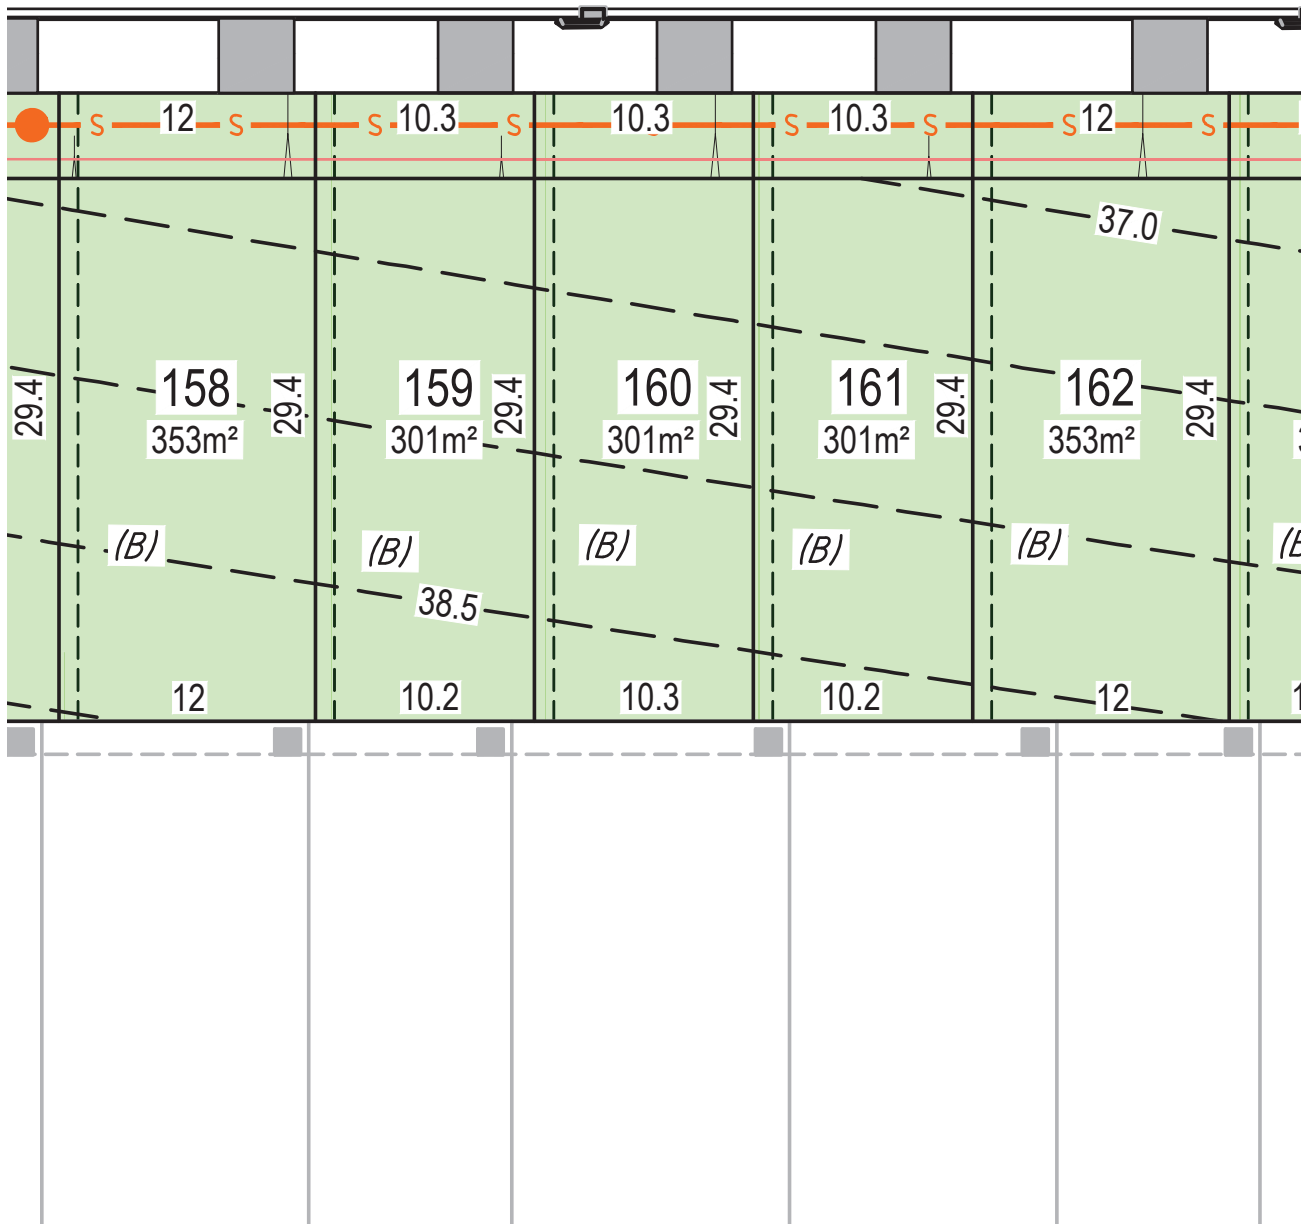 12 10.3 10.3 10.3 12
S S S S S S S S
37.0
29.4 158 29.4 159 29.4 160 29.4 161 29.4 162 29.4
353m² 301m² 301m² 301m² 353m²
(B) (B) (B) (B) (B) (B
38.5
12 10.2 10.3 10.2 12